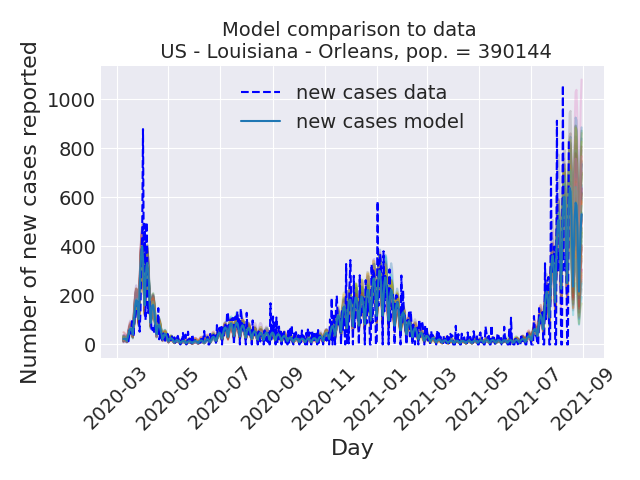 Model comparison to data
US - Louisiana - Orleans, pop. = 390144
Number of new cases reported
1000
800
600
400
200
0
new cases data
new cases model
2020-03
2020-05
2020-07
2020-09
2020-11
2021-01
2021-03
2021-05
2021-07
2021-09
Day